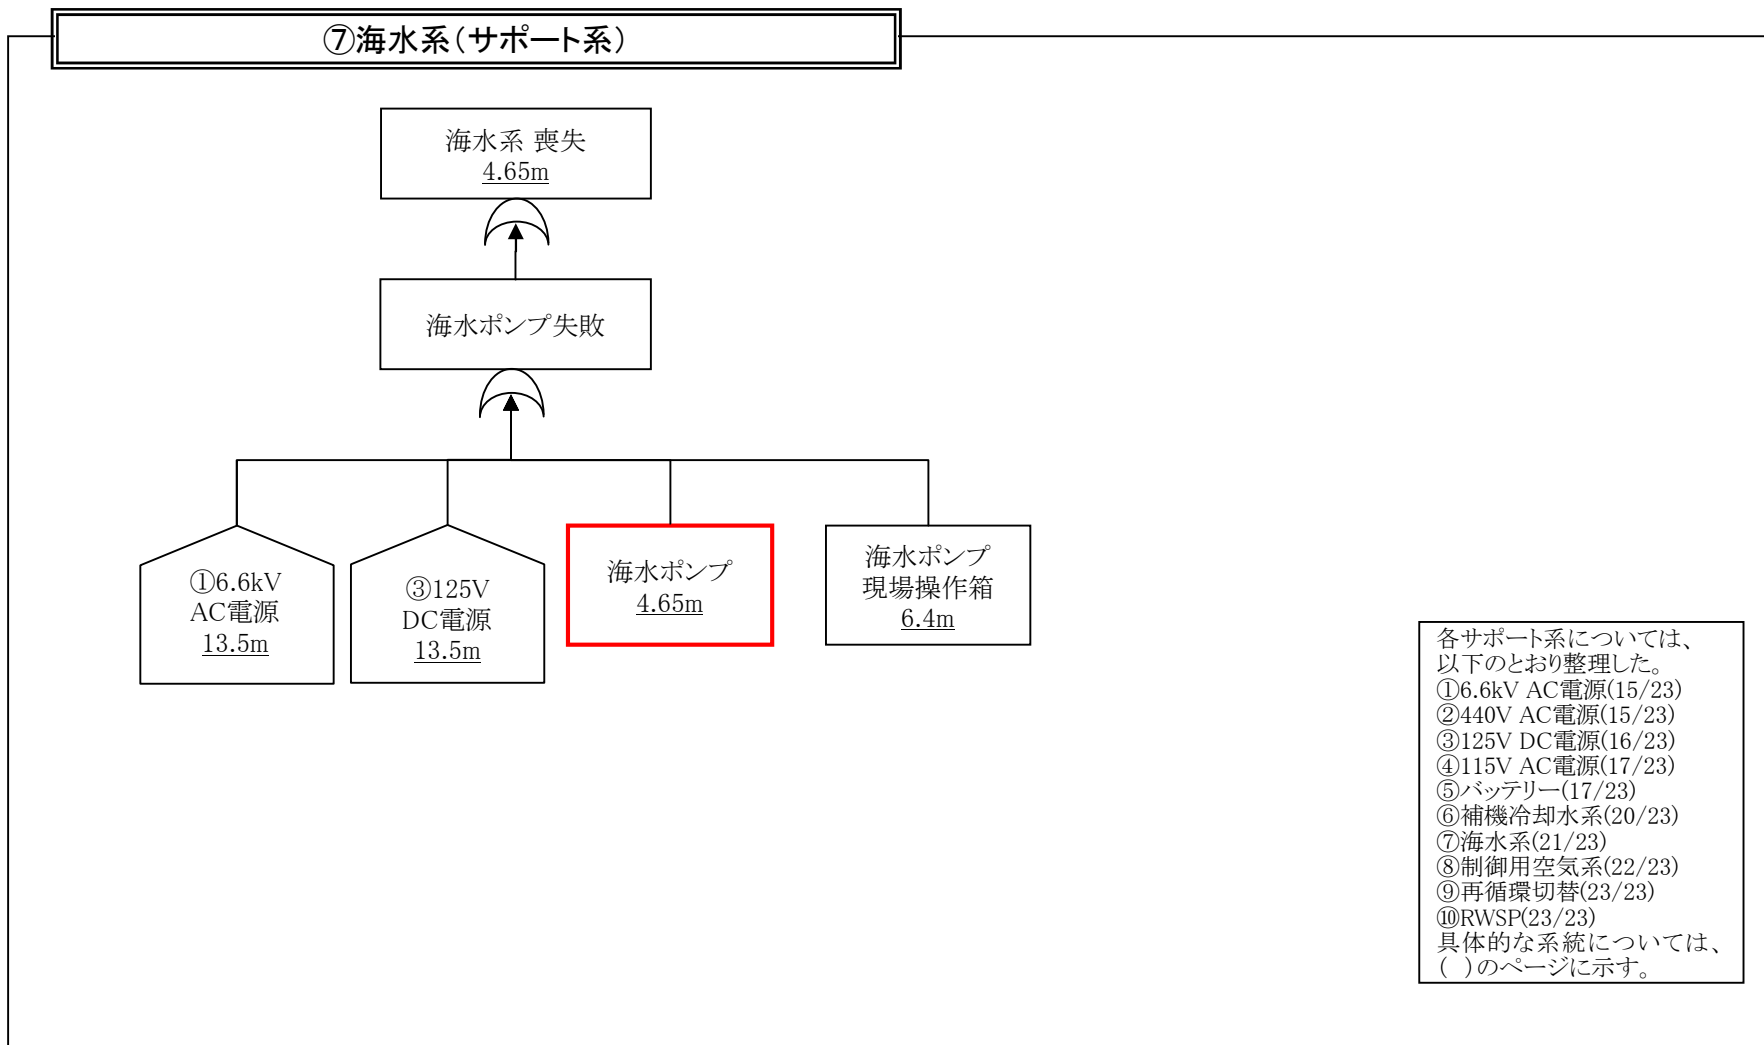 ⑦海水系（サポート系）
海水系 喪失
4.65m
海水ポンプ失敗
①6.6kV
AC電源
13.5m
③125V
DC電源
13.5m
海水ポンプ
4.65m
海水ポンプ
現場操作箱
6.4m
各サポート系については、
以下のとおり整理した。
①6.6kV AC電源(15/23)
②440V AC電源(15/23)
③125V DC電源(16/23)
④115V AC電源(17/23)
⑤バッテリー(17/23)
⑥補機冷却水系(20/23)
⑦海水系(21/23)
⑧制御用空気系(22/23)
⑨再循環切替(23/23)
⑩RWSP(23/23)
具体的な系統については、
(　)のページに示す。